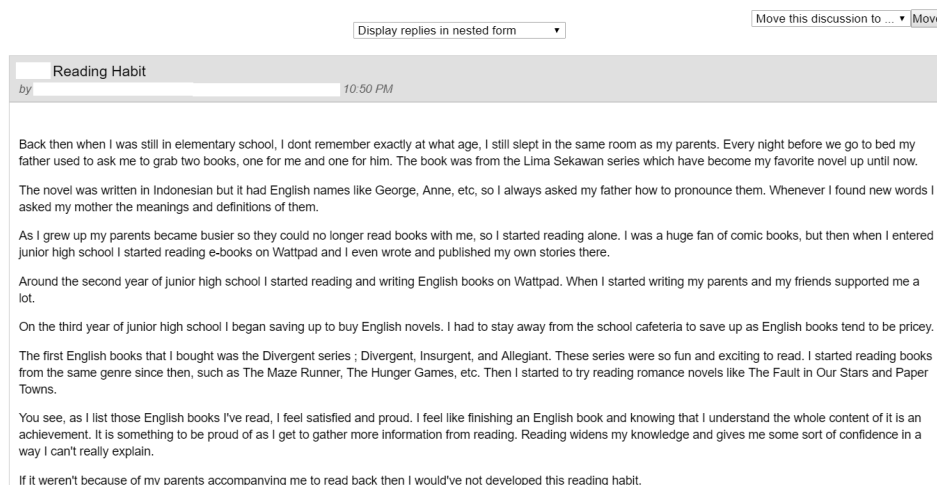 Move this discussion to ... Move
Display replies in nested form
Reading Habit
by 10:50 PM
Back then when I was still in elementary school, I dont remember exactly at what age, I still slept in the same room as my parents. Every night before we go to bed my
father used to ask me to grab two books, one for me and one for him. The book was from the Lima Sekawan series which have become my favorite novel up until now.
The novel was written in Indonesian but it had English names like George, Anne, etc, so I always asked my father how to pronounce them. Whenever I found new words I
asked my mother the meanings and definitions of them.
As I grew up my parents became busier so they could no longer read books with me, so I started reading alone. I was a huge fan of comic books, but then when I entered
junior high school I started reading e-books on Wattpad and I even wrote and published my own stories there.
Around the second year of junior high school I started reading and writing English books on Wattpad. When I started writing my parents and my friends supported me a
lot.
On the third year of junior high school I began saving up to buy English novels. I had to stay away from the school cafeteria to save up as English books tend to be pricey.
The first English books that I bought was the Divergent series ; Divergent, Insurgent, and Allegiant. These series were so fun and exciting to read. I started reading books
from the same genre since then, such as The Maze Runner, The Hunger Games, etc. Then I started to try reading romance novels like The Fault in Our Stars and Paper
Towns.
You see, as I list those English books I've read, I feel satisfied and proud. I feel like finishing an English book and knowing that I understand the whole content of it is an
achievement. It is something to be proud of as I get to gather more information from reading. Reading widens my knowledge and gives me some sort of confidence in a
way I can't really explain.
If it weren't because of my parents accompanying me to read back then I would've not developed this reading habit.